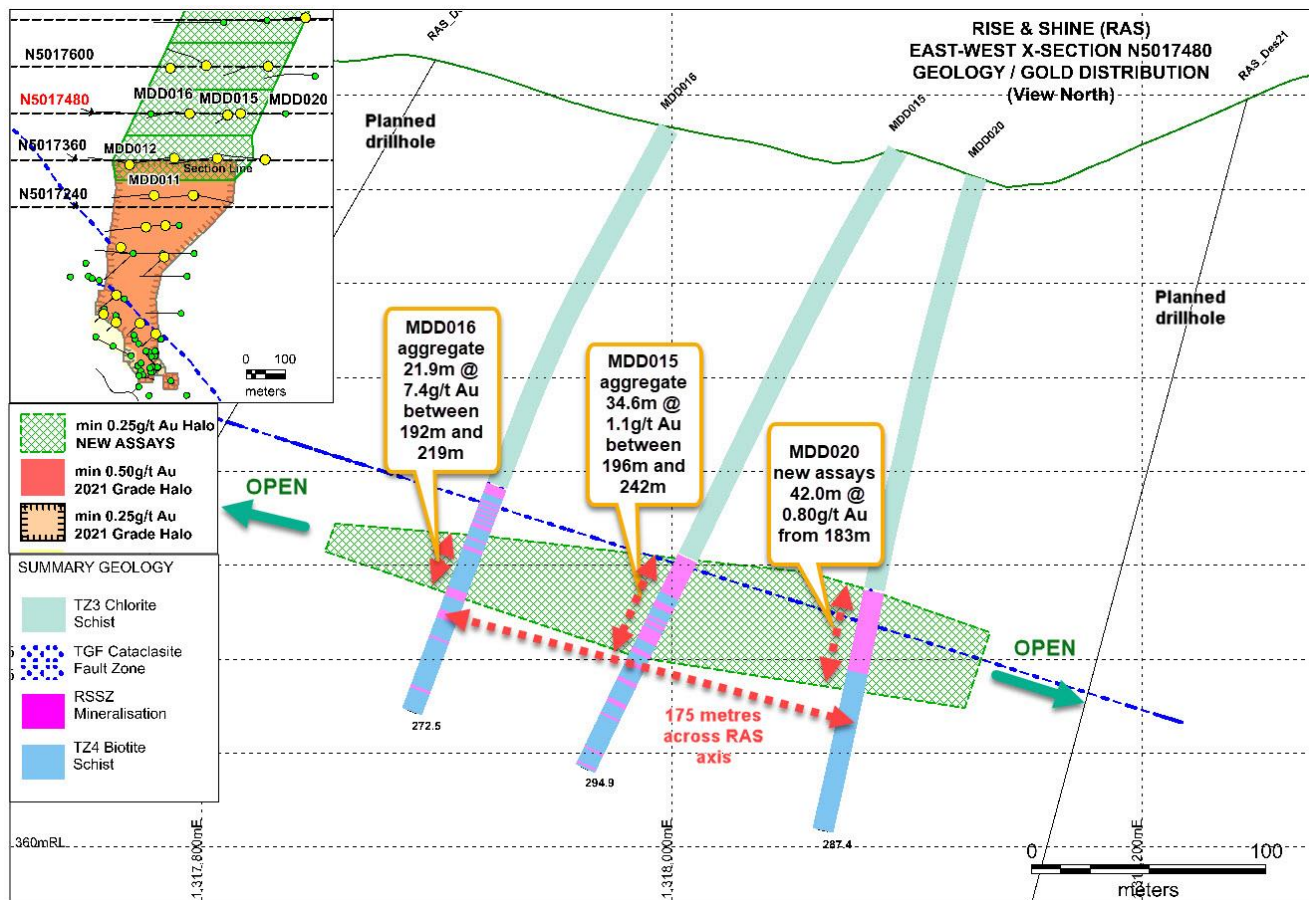 RISE & SHINE (RAS)
EAST-WEST X-SECTION N5017480
GEOLOGY / GOLD DISTRIBUTION
(View North)
N5017600
N5017480
N5017360
N5017240
MDD016
MDD015
MDD020
MDD012
Section Line
MDD011
0 100
meters
Planned
drillhole
MDD016
MDD015
MDD020
RAS_Des21
Planned
drillhole
MDD016
aggregate
21.9m @
7.4g/t Au
between
192m and
219m
MDD015
aggregate
34.6m @
1.1g/t Au
between
196m and
242m
MDD020
new assays
42.0m @
0.80g/t Au
from 183m
min 0.25g/t Au Halo
NEW ASSAYS
min 0.50g/t Au
2021 Grade Halo
min 0.25g/t Au
2021 Grade Halo
OPEN
OPEN
SUMMARY GEOLOGY
TZ3 Chlorite
Schist
TGF Cataclasite
Fault Zone
RSSZ
Mineralisation
TZ4 Biotite
Schist
175 metres
across RAS
axis
272.5
294.9
287.4
360mRL
1,317,800mE
1,318,000mE
0 100
meters